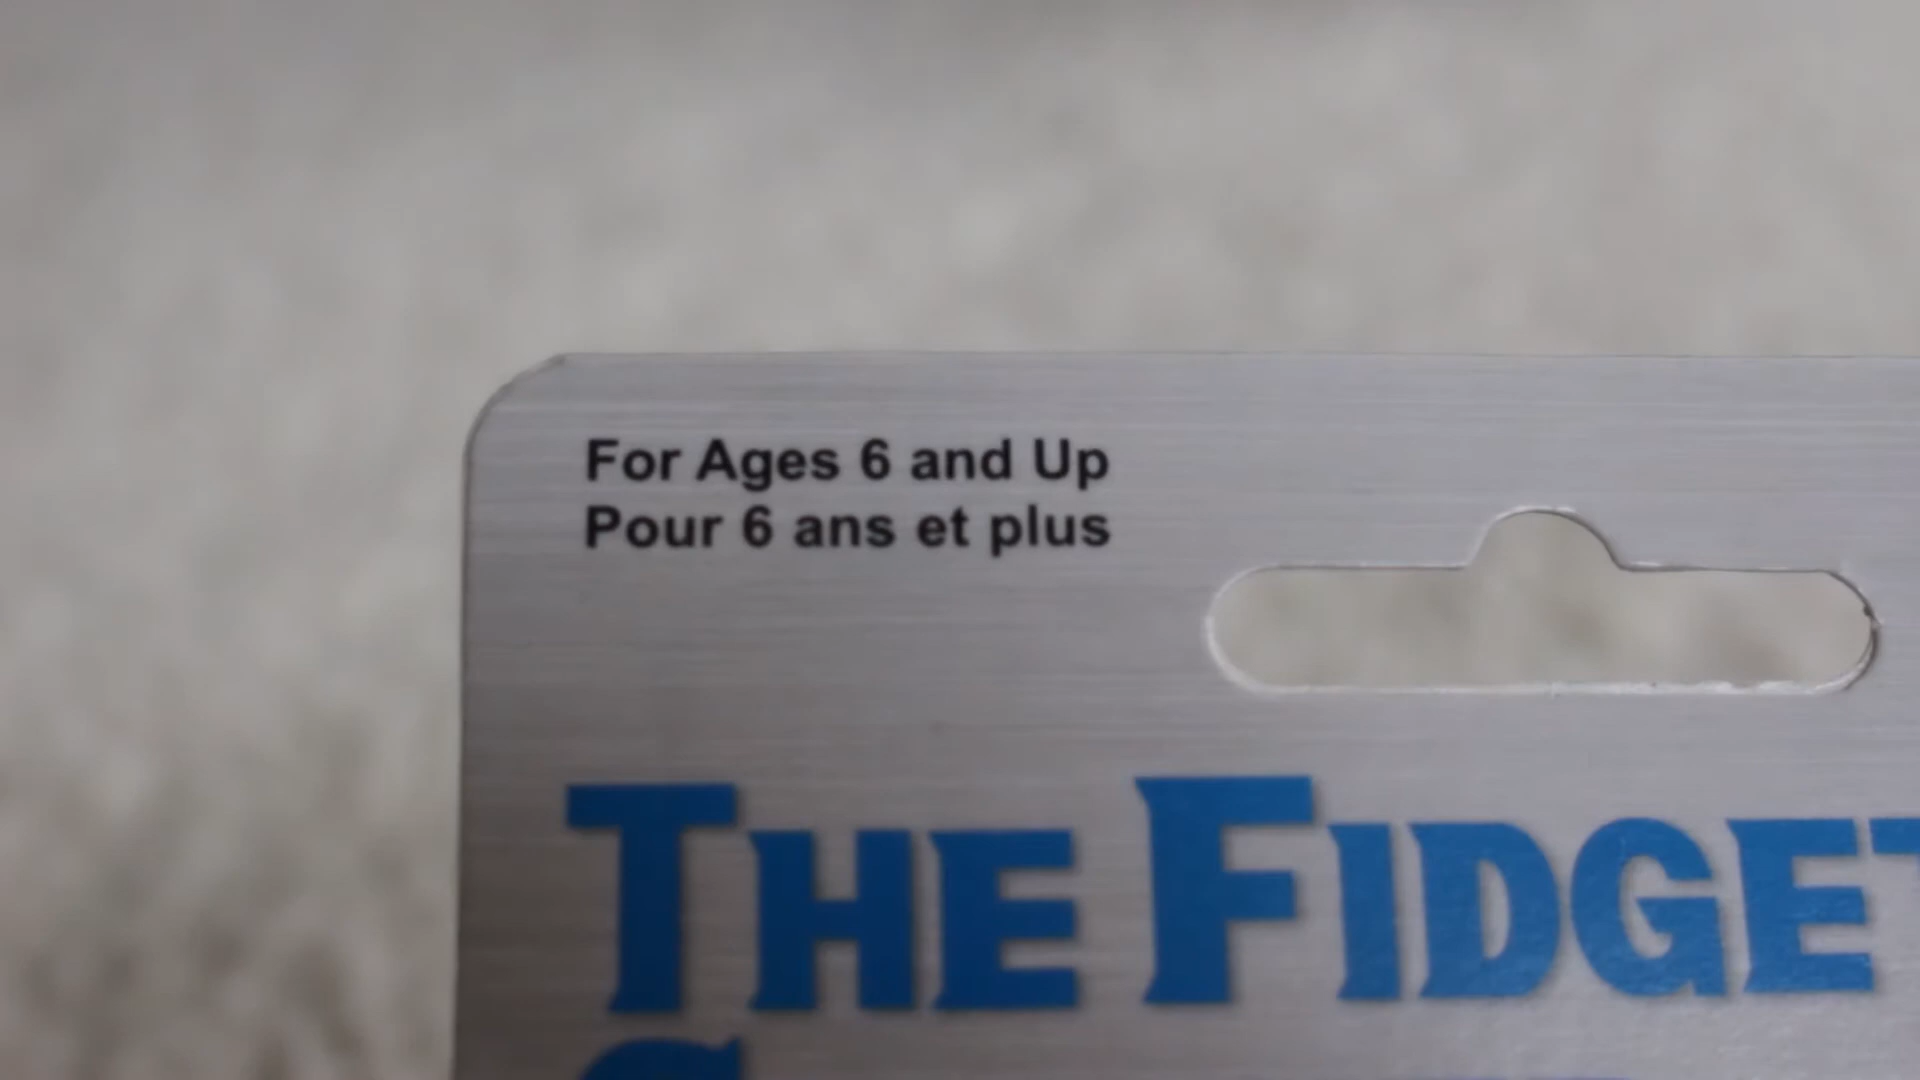 For Ages 6 and Up
Pour 6 ans et plus
THE FIDGET